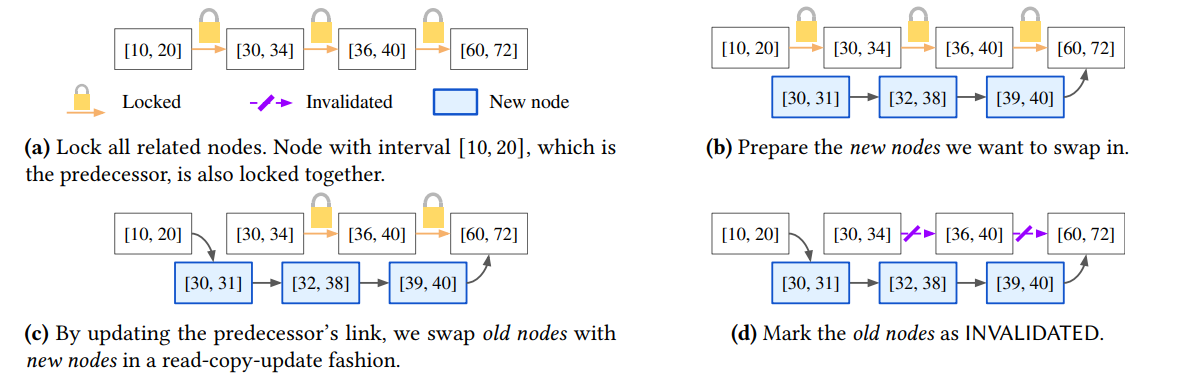 [10, 20] [30, 34] [36, 40] [60, 72]
Locked Invalidated New node
(a) Lock all related nodes. Node with interval [10, 20], which is
the predecessor, is also locked together.
[10, 20] [30, 34] [36, 40] [60, 72]
[30, 31] [32, 38] [39, 40]
(b) Prepare the new nodes we want to swap in.
[10, 20] [30, 34] [36, 40] [60, 72]
[30, 31] [32, 38] [39, 40]
(c) By updating the predecessor's link, we swap old nodes with
new nodes in a read-copy-update fashion.
[10, 20] [30, 34] [36, 40] [60, 72]
[30, 31] [32, 38] [39, 40]
(d) Mark the old nodes as INVALIDATED.